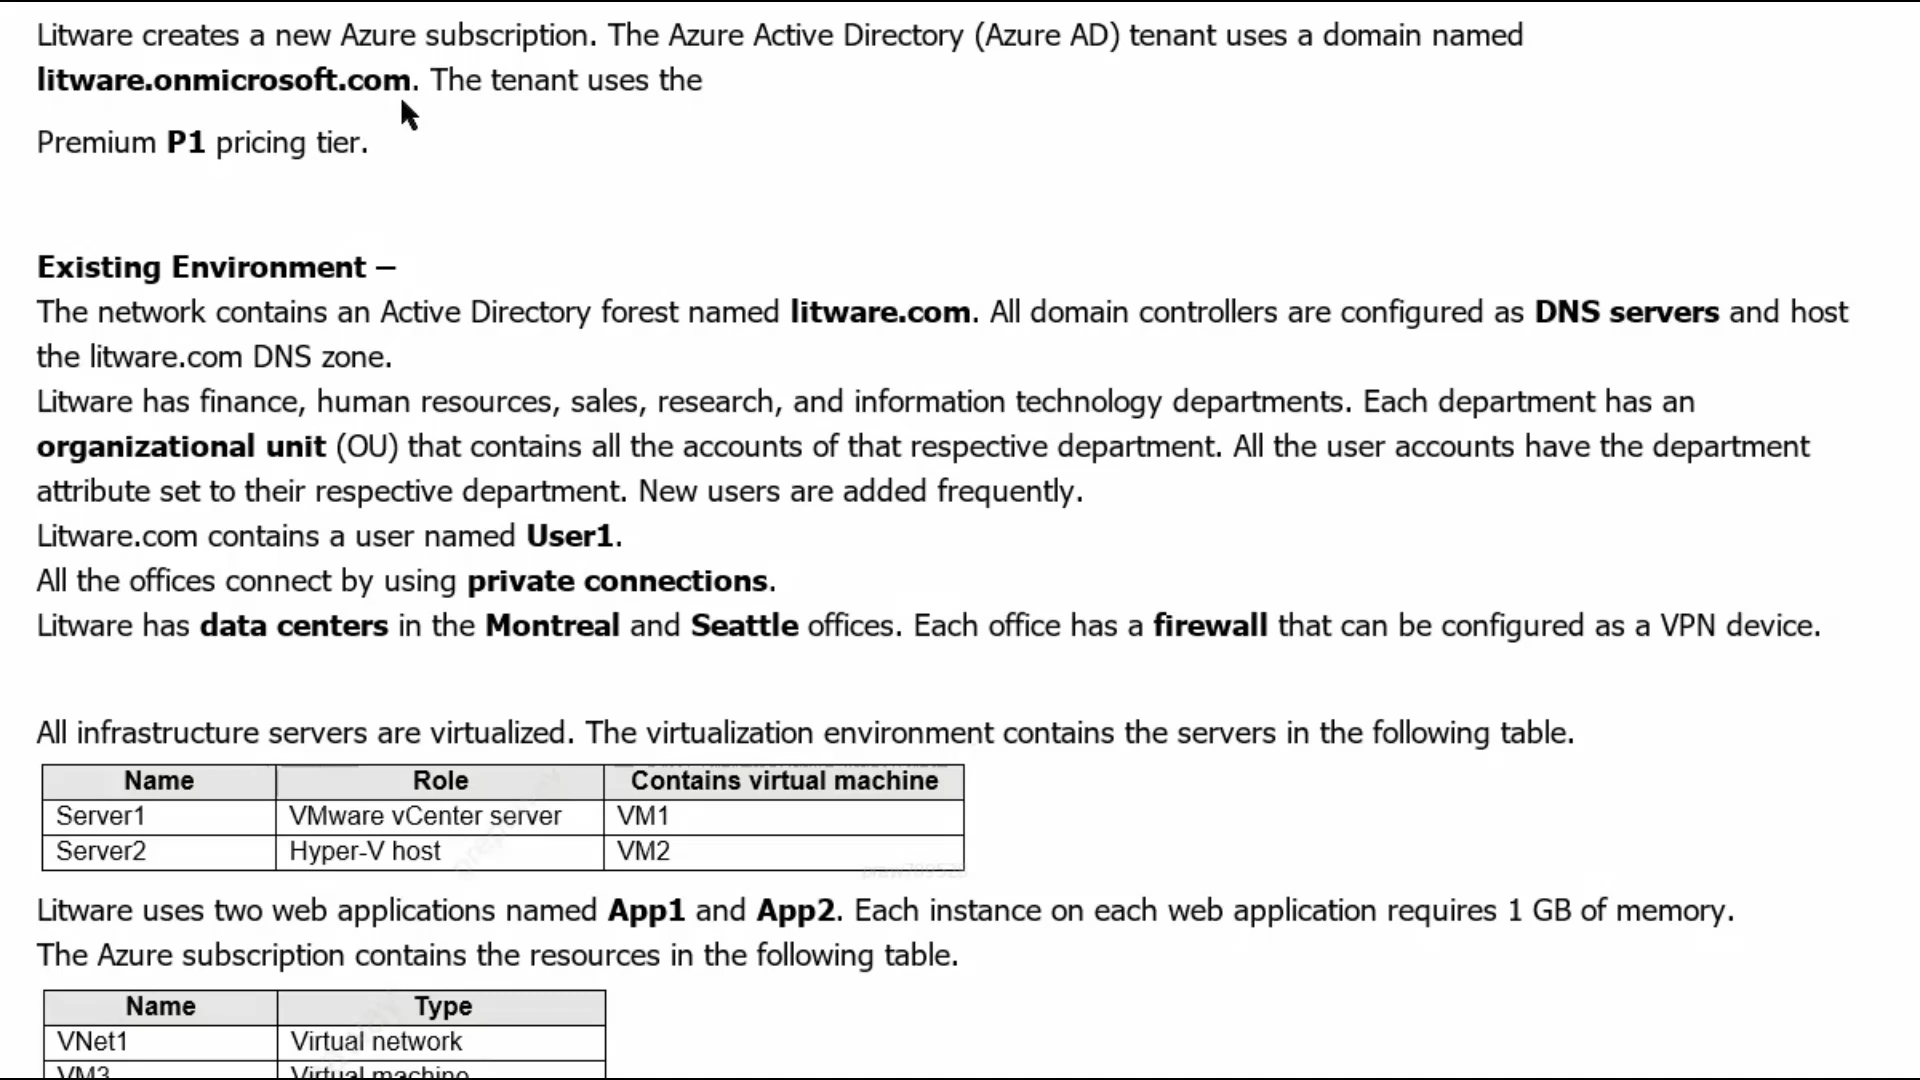 Litware creates a new Azure subscription. The Azure Active Directory (Azure AD) tenant uses a domain named
litware.onmicrosoft.com. The tenant uses the
Premium P1 pricing tier.
Existing Environment –
The network contains an Active Directory forest named litware.com. All domain controllers are configured as DNS servers and host
the litware.com DNS zone.
Litware has finance, human resources, sales, research, and information technology departments. Each department has an
organizational unit (OU) that contains all the accounts of that respective department. All the user accounts have the department
attribute set to their respective department. New users are added frequently.
Litware.com contains a user named User1.
All the offices connect by using private connections.
Litware has data centers in the Montreal and Seattle offices. Each office has a firewall that can be configured as a VPN device.
All infrastructure servers are virtualized. The virtualization environment contains the servers in the following table.
Name Role Contains virtual machine
Server1 VMware vCenter server VM1
Server2 Hyper-V host VM2
Litware uses two web applications named App1 and App2. Each instance on each web application requires 1 GB of memory.
The Azure subscription contains the resources in the following table.
Name Type
VNet1 Virtual network
VM3 Virtual machine